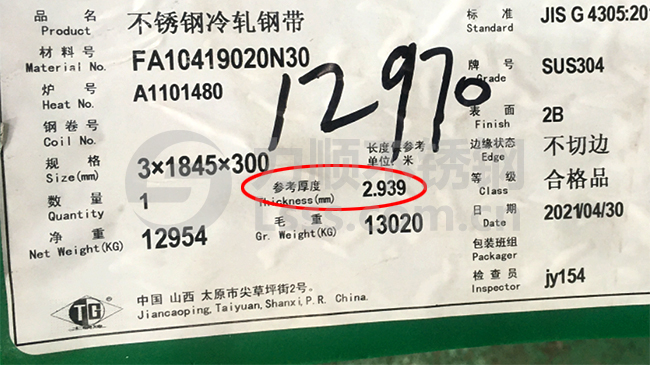 品名 不锈钢冷轧钢带 标准 JIS G 4305:201
Product Standard
材料号 FA10419020N30 牌号 SUS304
Material No. Grade
炉号 A1101480 12970 表面 2B
Heat No. Finish
钢卷号 长度参考 边缘状态 不切边
Coil No. 单位:米 Edge
规格 3×1845×300 参考厚度 2.939 等级 合格品
Size(mm) Thickness(mm) Class
数量 1 毛重 13020 日期 2021/04/30
Quantity Gr. Weight(KG) Date
净重 12954 包装班组
Net Weight(KG) Packager
检查员 jy154
Inspector
TG
中国 山西 太原市尖草坪街2号。
Jiancaoping, Taiyuan, Shanxi, P.R. China.